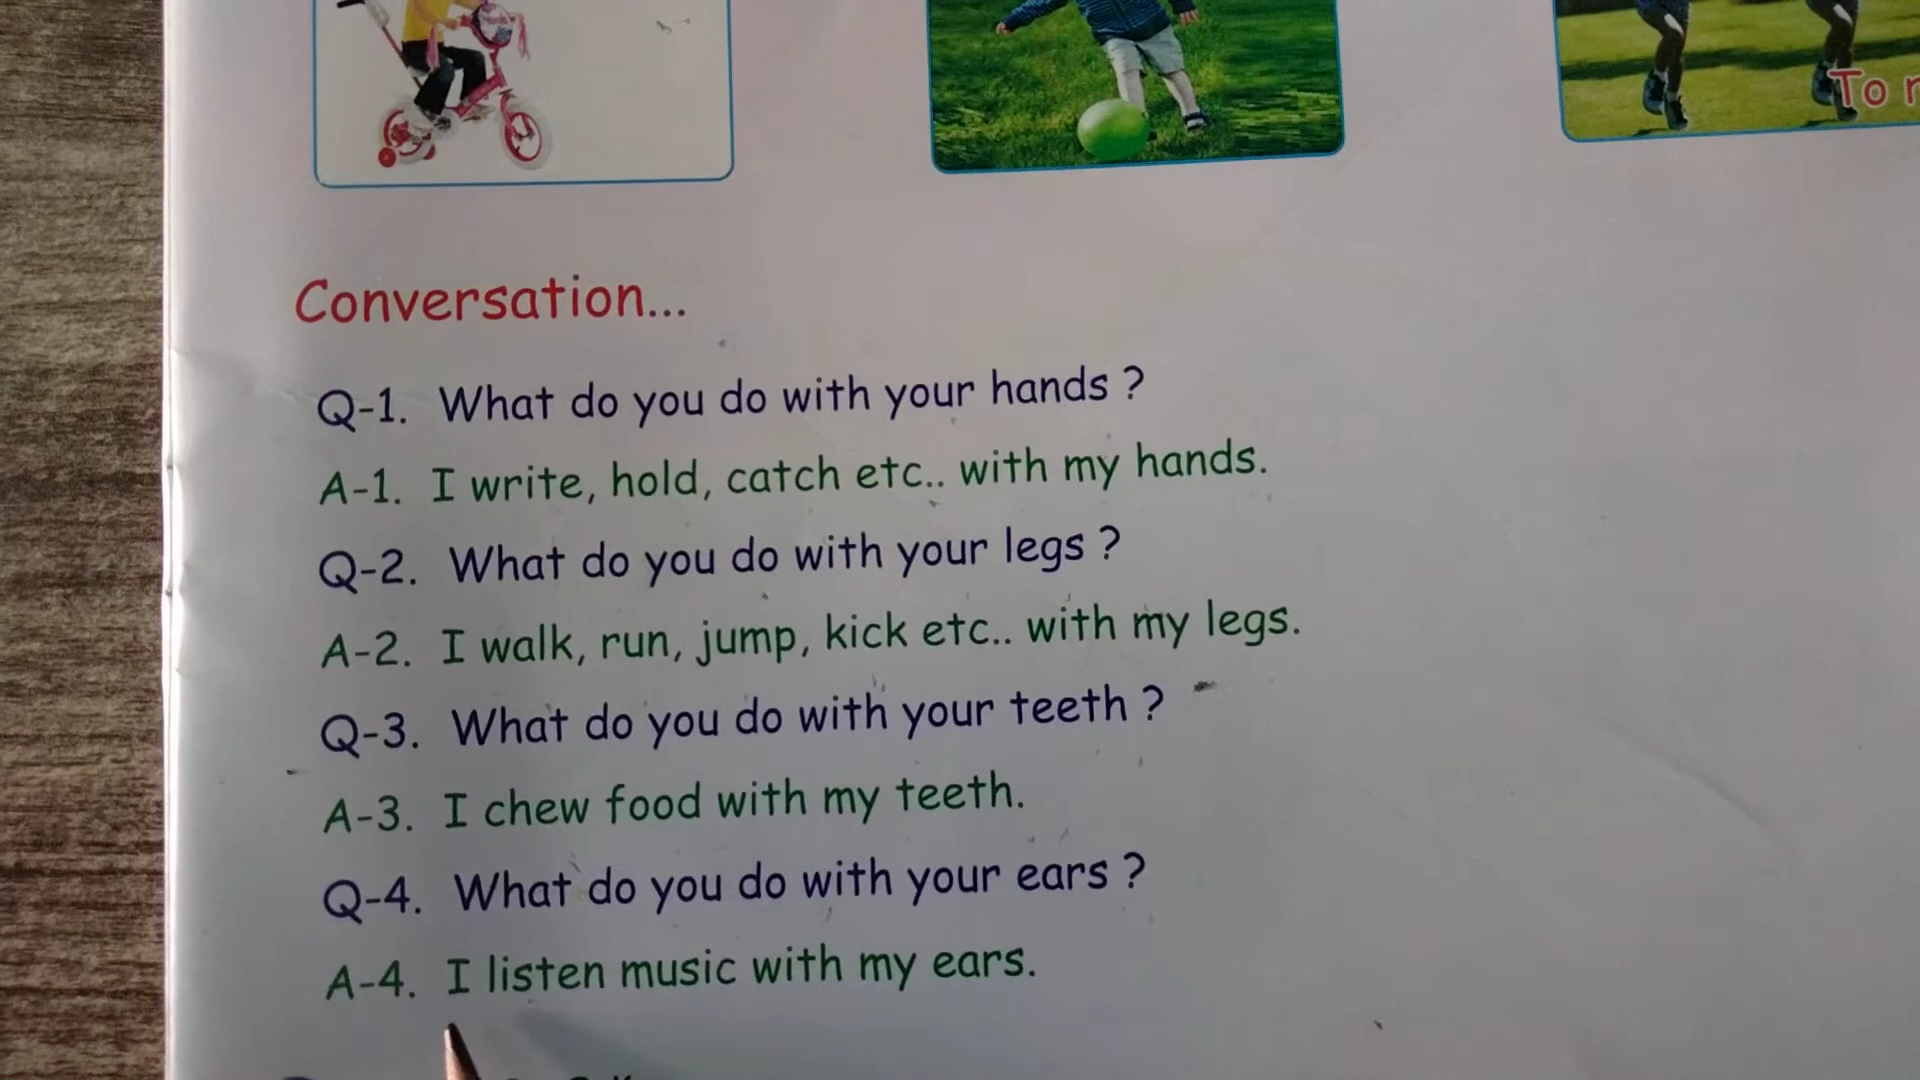 To
Conversation...
Q-1. What do you do with your hands ?
A-1. I write, hold, catch etc.. with my hands.
Q-2. What do you do with your legs ?
A-2. I walk, run, jump, kick etc.. with my legs.
Q-3. What do you do with your teeth ?
A-3. I chew food with my teeth.
Q-4. What do you do with your ears ?
A-4. I listen music with my ears.